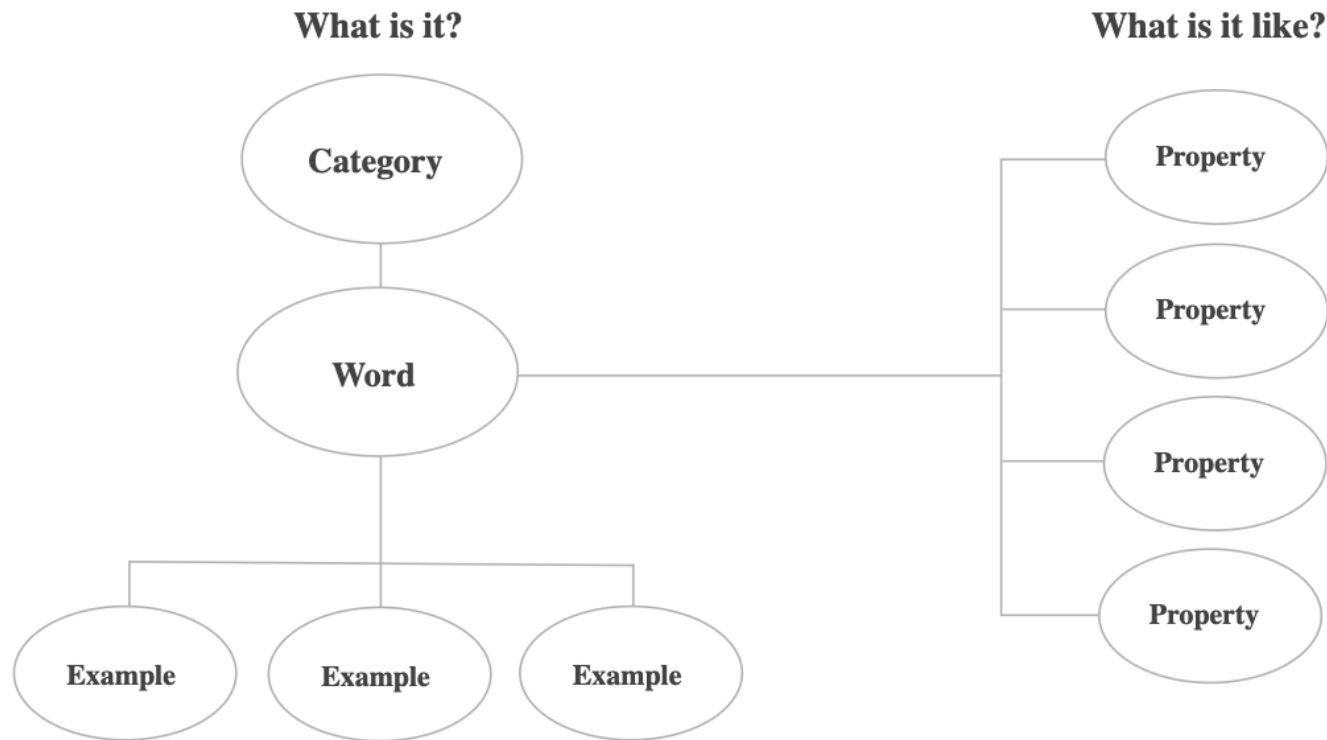 What is it?
What is it like?
Category
Property
Property
Word
Property
Property
Example
Example
Example